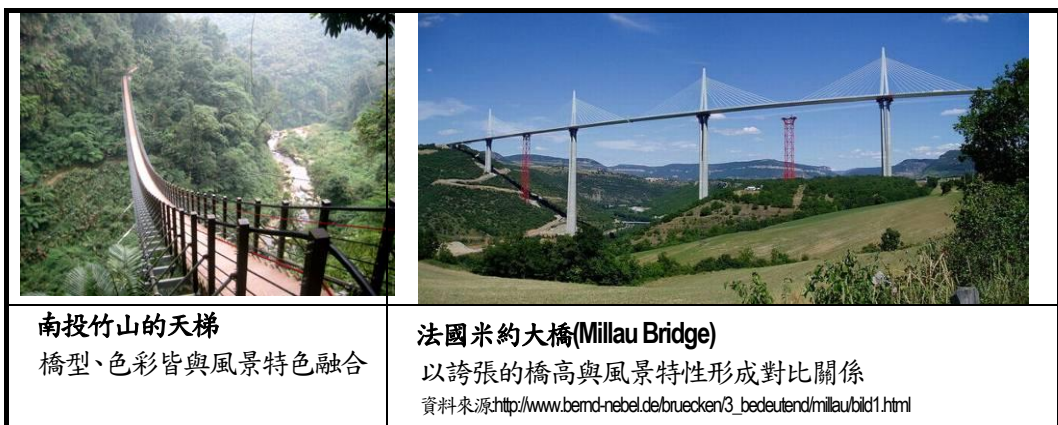 南投竹山的天梯
橋型、色彩皆與風景特色融合
法國米約大橋(Millau Bridge)
以誇張的橋高與風景特性形成對比關係
資料來源:http://www.bernd-nebel.de/bruecken/3_bedeutend/millau/bild1.html